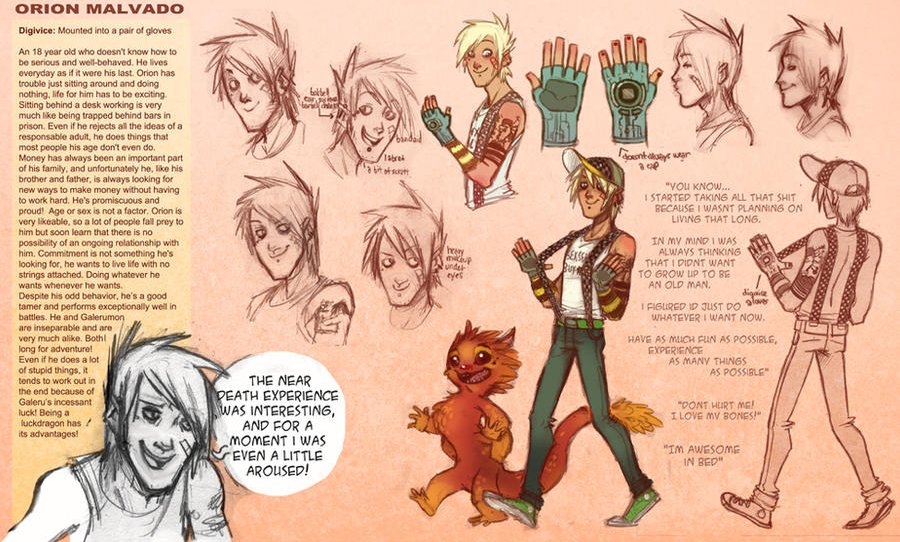 ORION MALVADO
Digivice: Mounted into a pair of gloves
An 18 year old who doesn't know how to
be serious and well-behaved. He lives
everyday as if it were his last. Orion has
trouble just sitting around and doing
nothing, life for him has to be exciting.
Sitting behind a desk working is very
much like being trapped behind bars in
prison. Even if he rejects all the ideas of a
responsable adult, he does things that
most people his age don't even do.
Money has always been an important part
of his family, and unfortunately he, like his
brother and father, is always looking for
new ways to make money without having
to work hard. He's promiscuous and
proud! Age or sex is not a factor. Orion is
very likeable, so a lot of people fall prey to
him but soon learn that there is no
possibility of an ongoing relationship with
him. Commitment is not something he's
looking for, he wants to live life with no
strings attached. Doing whatever he
wants whenever he wants.
Despite his odd behavior, he's a good
tamer and performs exceptionally well in
battles. He and Galerumon
are inseparable and are
very much alike. Both
long for adventure!
Even if he does a lot
of stupid things, it
tends to work out in
the end because of
Galeru's incessant
luck! Being a
luckdragon has
its advantages!
THE NEAR
DEATH EXPERIENCE
WAS INTERESTING,
AND FOR A
MOMENT I WAS
EVEN A LITTLE
AROUSED!
bandaid
labret
a bit of scruff
heavy
makeup
under
eyes
doesnt always wear
a cap
digivice
gloves
"YOU KNOW...
I STARTED TAKING ALL THAT SHIT
BECAUSE I WASNT PLANNING ON
LIVING THAT LONG.
IN MY MIND I WAS
ALWAYS THINKING
THAT I DIDNT WANT
TO GROW UP TO BE
AN OLD MAN.
I FIGURED ID JUST DO
WHATEVER I WANT NOW.
HAVE AS MUCH FUN AS POSSIBLE,
EXPERIENCE
AS MANY THINGS
AS POSSIBLE"
"DONT HURT ME!
I LOVE MY BONES!"
"IM AWESOME
IN BED"